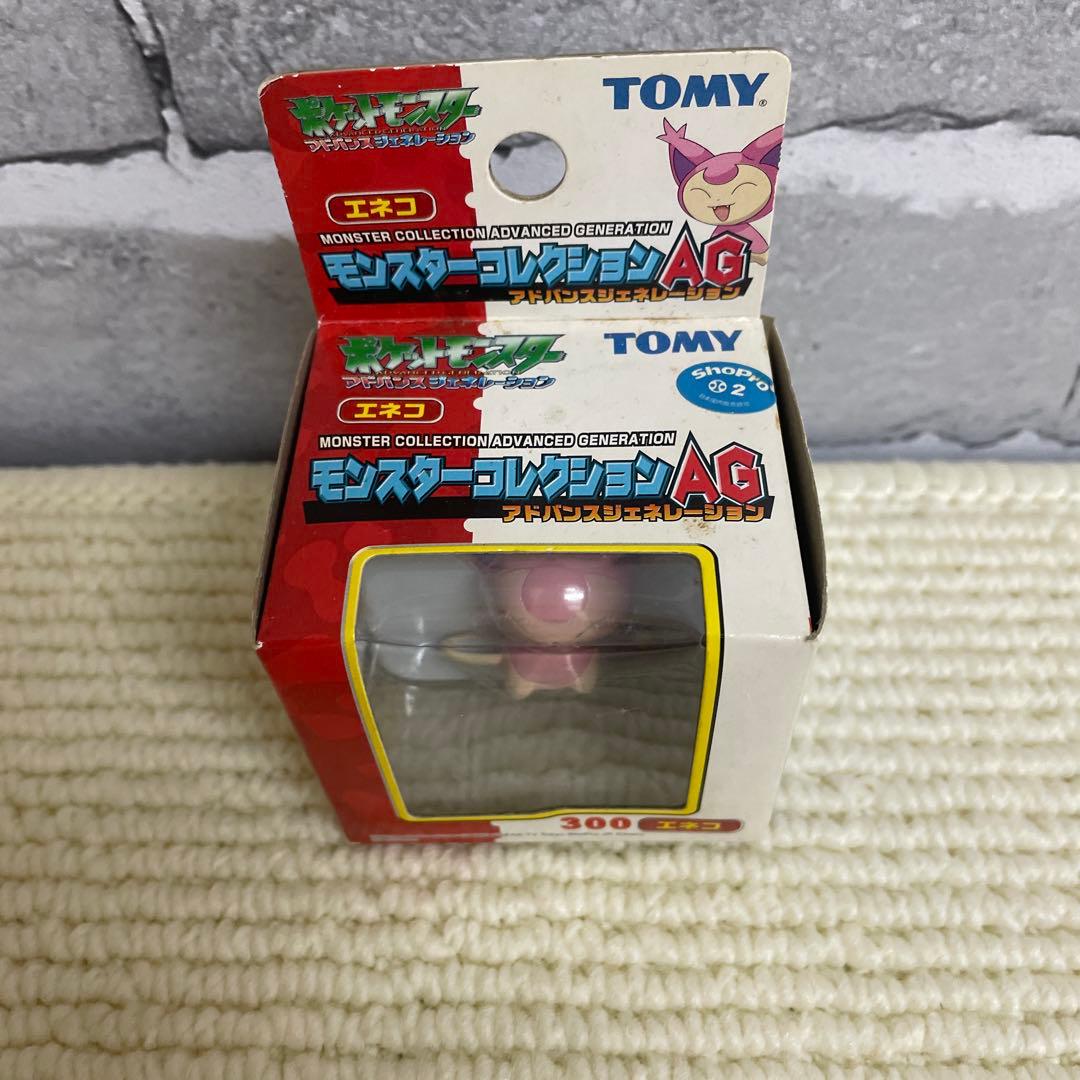 ポケットモンスター
TOMY®
ADVANCED GENERATION
アドバンスジェネレーション
エネコ
MONSTER COLLECTION ADVANCED GENERATION
モンスターコレクションAG
アドバンスジェネレーション
ポケットモンスター
TOMY
ADVANCED GENERATION
アドバンスジェネレーション
ShoPro
2
エネコ
MONSTER COLLECTION ADVANCED GENERATION
モンスターコレクションAG
アドバンスジェネレーション
300 エネコ